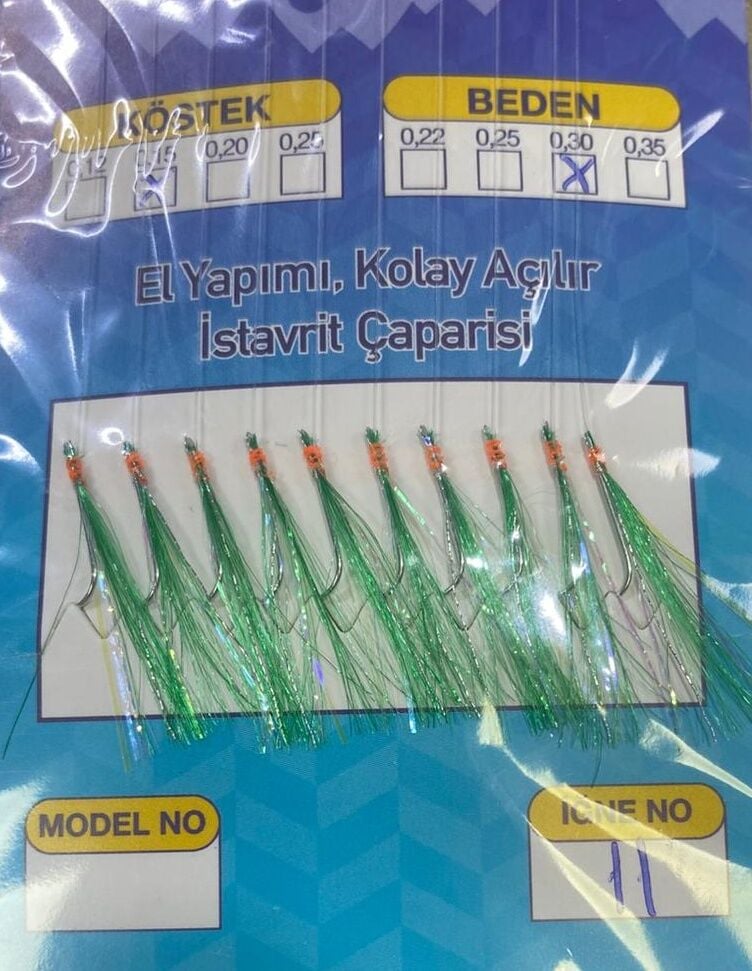 KÖSTEK
0,20 0,25
BEDEN
0,22 0,25 0,30 0,35
X
El Yapımı, Kolay Açılır
İstavrit Çaparisi
MODEL NO
İĞNE NO
11